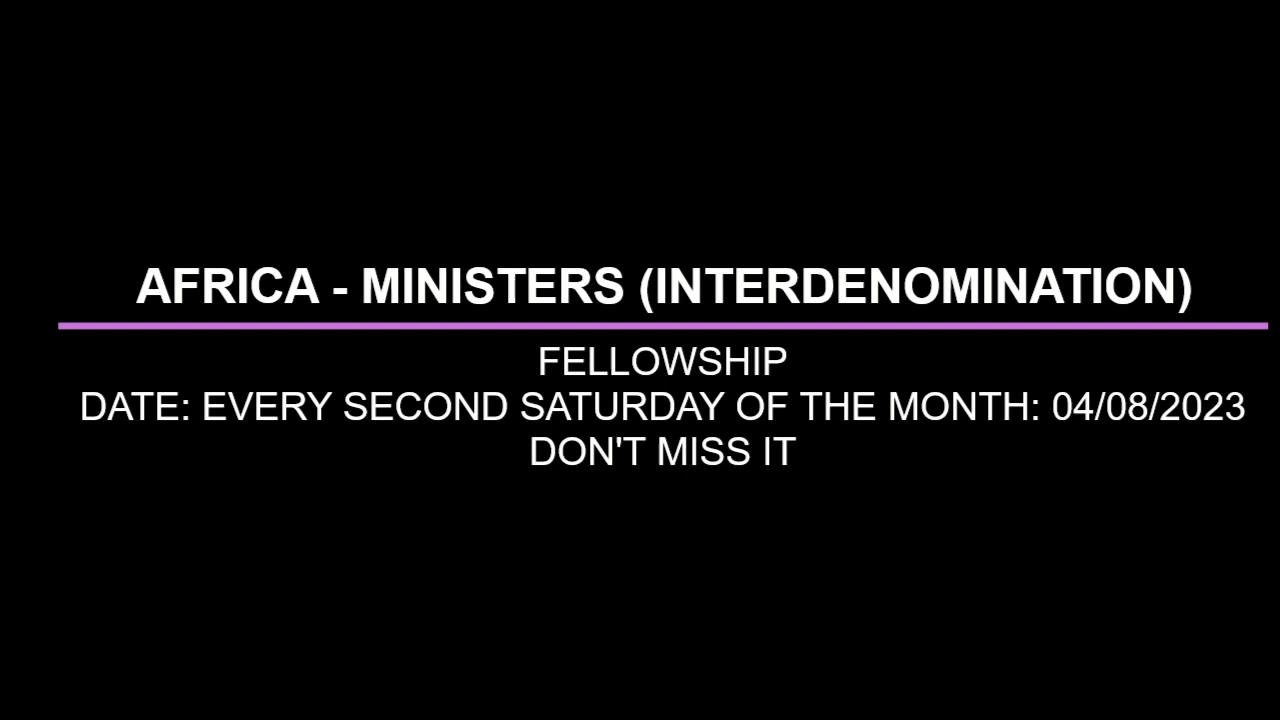 AFRICA - MINISTERS (INTERDENOMINATION)
FELLOWSHIP
DATE: EVERY SECOND SATURDAY OF THE MONTH: 04/08/2023
DON'T MISS IT